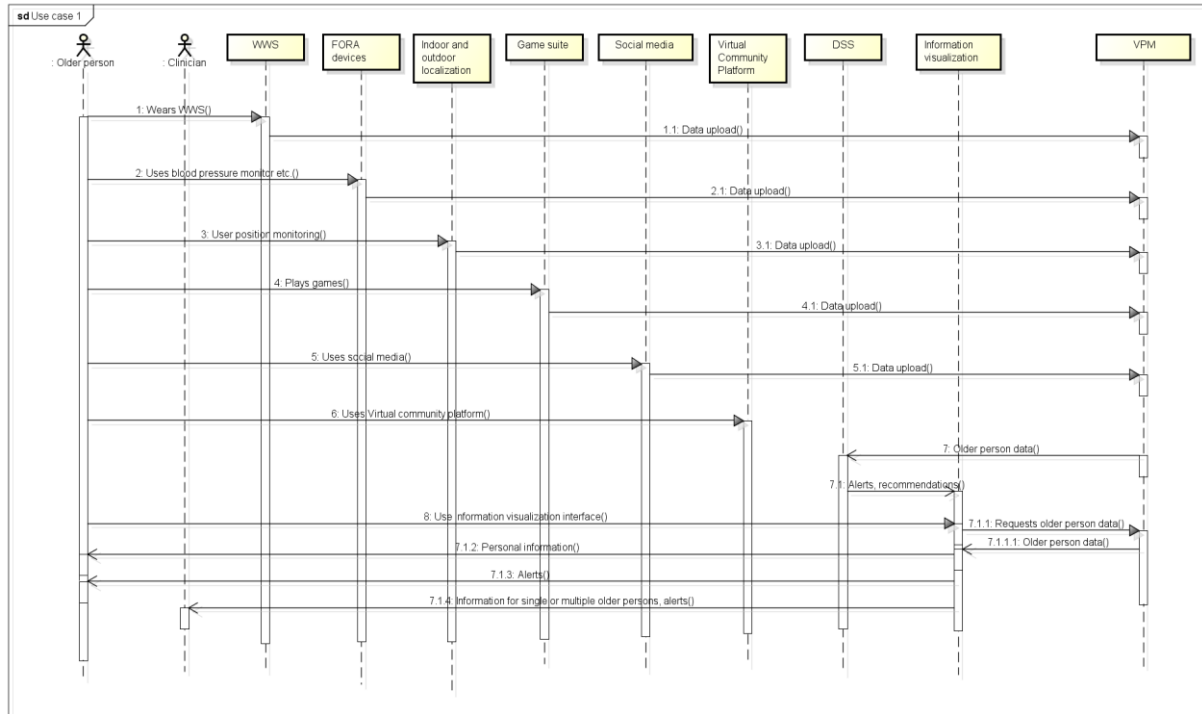 sd Use case 1
: Older person
: Clinician
WWS
FORA
devices
Indoor and
outdoor
localization
Game suite
Social media
Virtual
Community
Platform
DSS
Information
visualization
VPM
1: Wears WWS()
1.1: Data upload()
2: Uses blood pressure monitor etc.()
2.1: Data upload()
3: User position monitoring()
3.1: Data upload()
4: Plays games()
4.1: Data upload()
5: Uses social media()
5.1: Data upload()
6: Uses Virtual community platform()
7: Older person data()
7.1: Alerts, recommendations()
8: Use information visualization interface()
7.1.1: Requests older person data()
7.1.1.1: Older person data()
7.1.2: Personal information()
7.1.3: Alerts()
7.1.4: Information for single or multiple older persons, alerts()